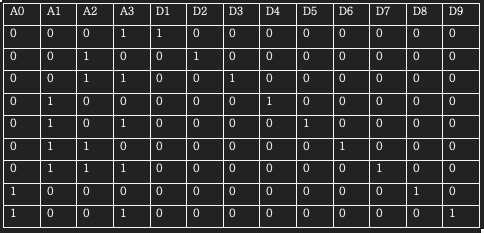 A0 A1 A2 A3 D1 D2 D3 D4 D5 D6 D7 D8 D9
0 0 0 1 1 0 0 0 0 0 0 0 0
0 0 1 0 0 1 0 0 0 0 0 0 0
0 0 1 1 0 0 1 0 0 0 0 0 0
0 1 0 0 0 0 0 1 0 0 0 0 0
0 1 0 1 0 0 0 0 1 0 0 0 0
0 1 1 0 0 0 0 0 0 1 0 0 0
0 1 1 1 0 0 0 0 0 0 1 0 0
1 0 0 0 0 0 0 0 0 0 0 1 0
1 0 0 1 0 0 0 0 0 0 0 0 1